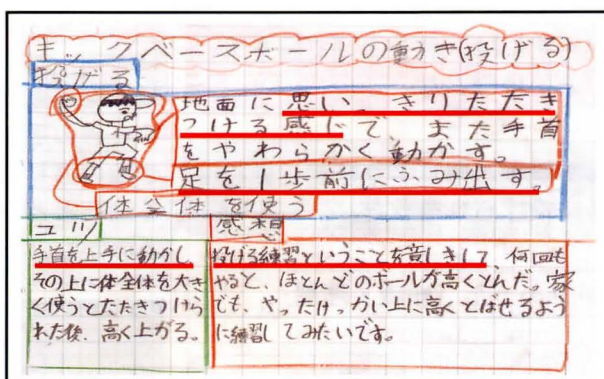 キックベースボールの動き(投げる)
投げる
地面に思い、きりたたき
つける感じで、また手首
をやわらかく動かす。
足を1歩前にふみ出す。
体全体を使う
コツ
手首を上手に動かし、
その上に体全体を大き
く使うとたたきつけら
れた後、高く上がる。
感想
投げる練習ということを意しきして、何回も
やると、ほとんどのボールが高くとんだ。家
でも、やったけっかい上に高くとばせるよう
に練習してみたいです。